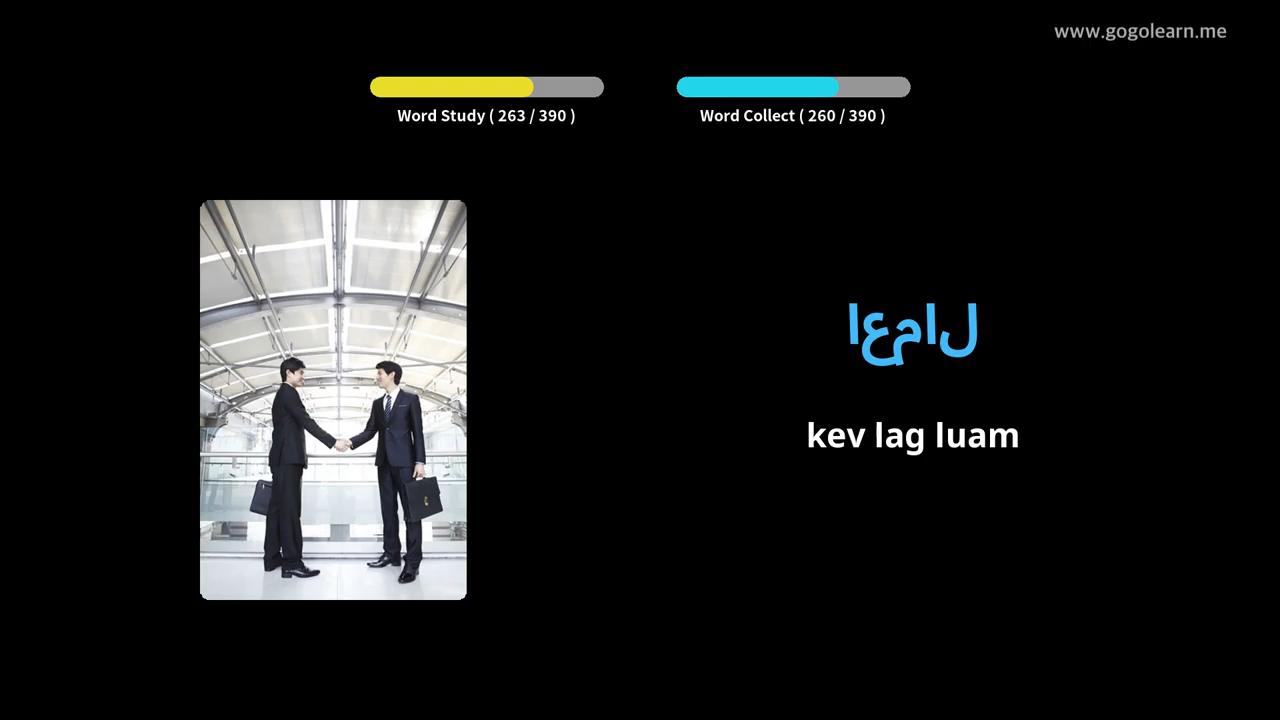 www.gogolearn.me
Word Study ( 263 / 390 )
Word Collect ( 260 / 390 )
اعمال
kev lag luam